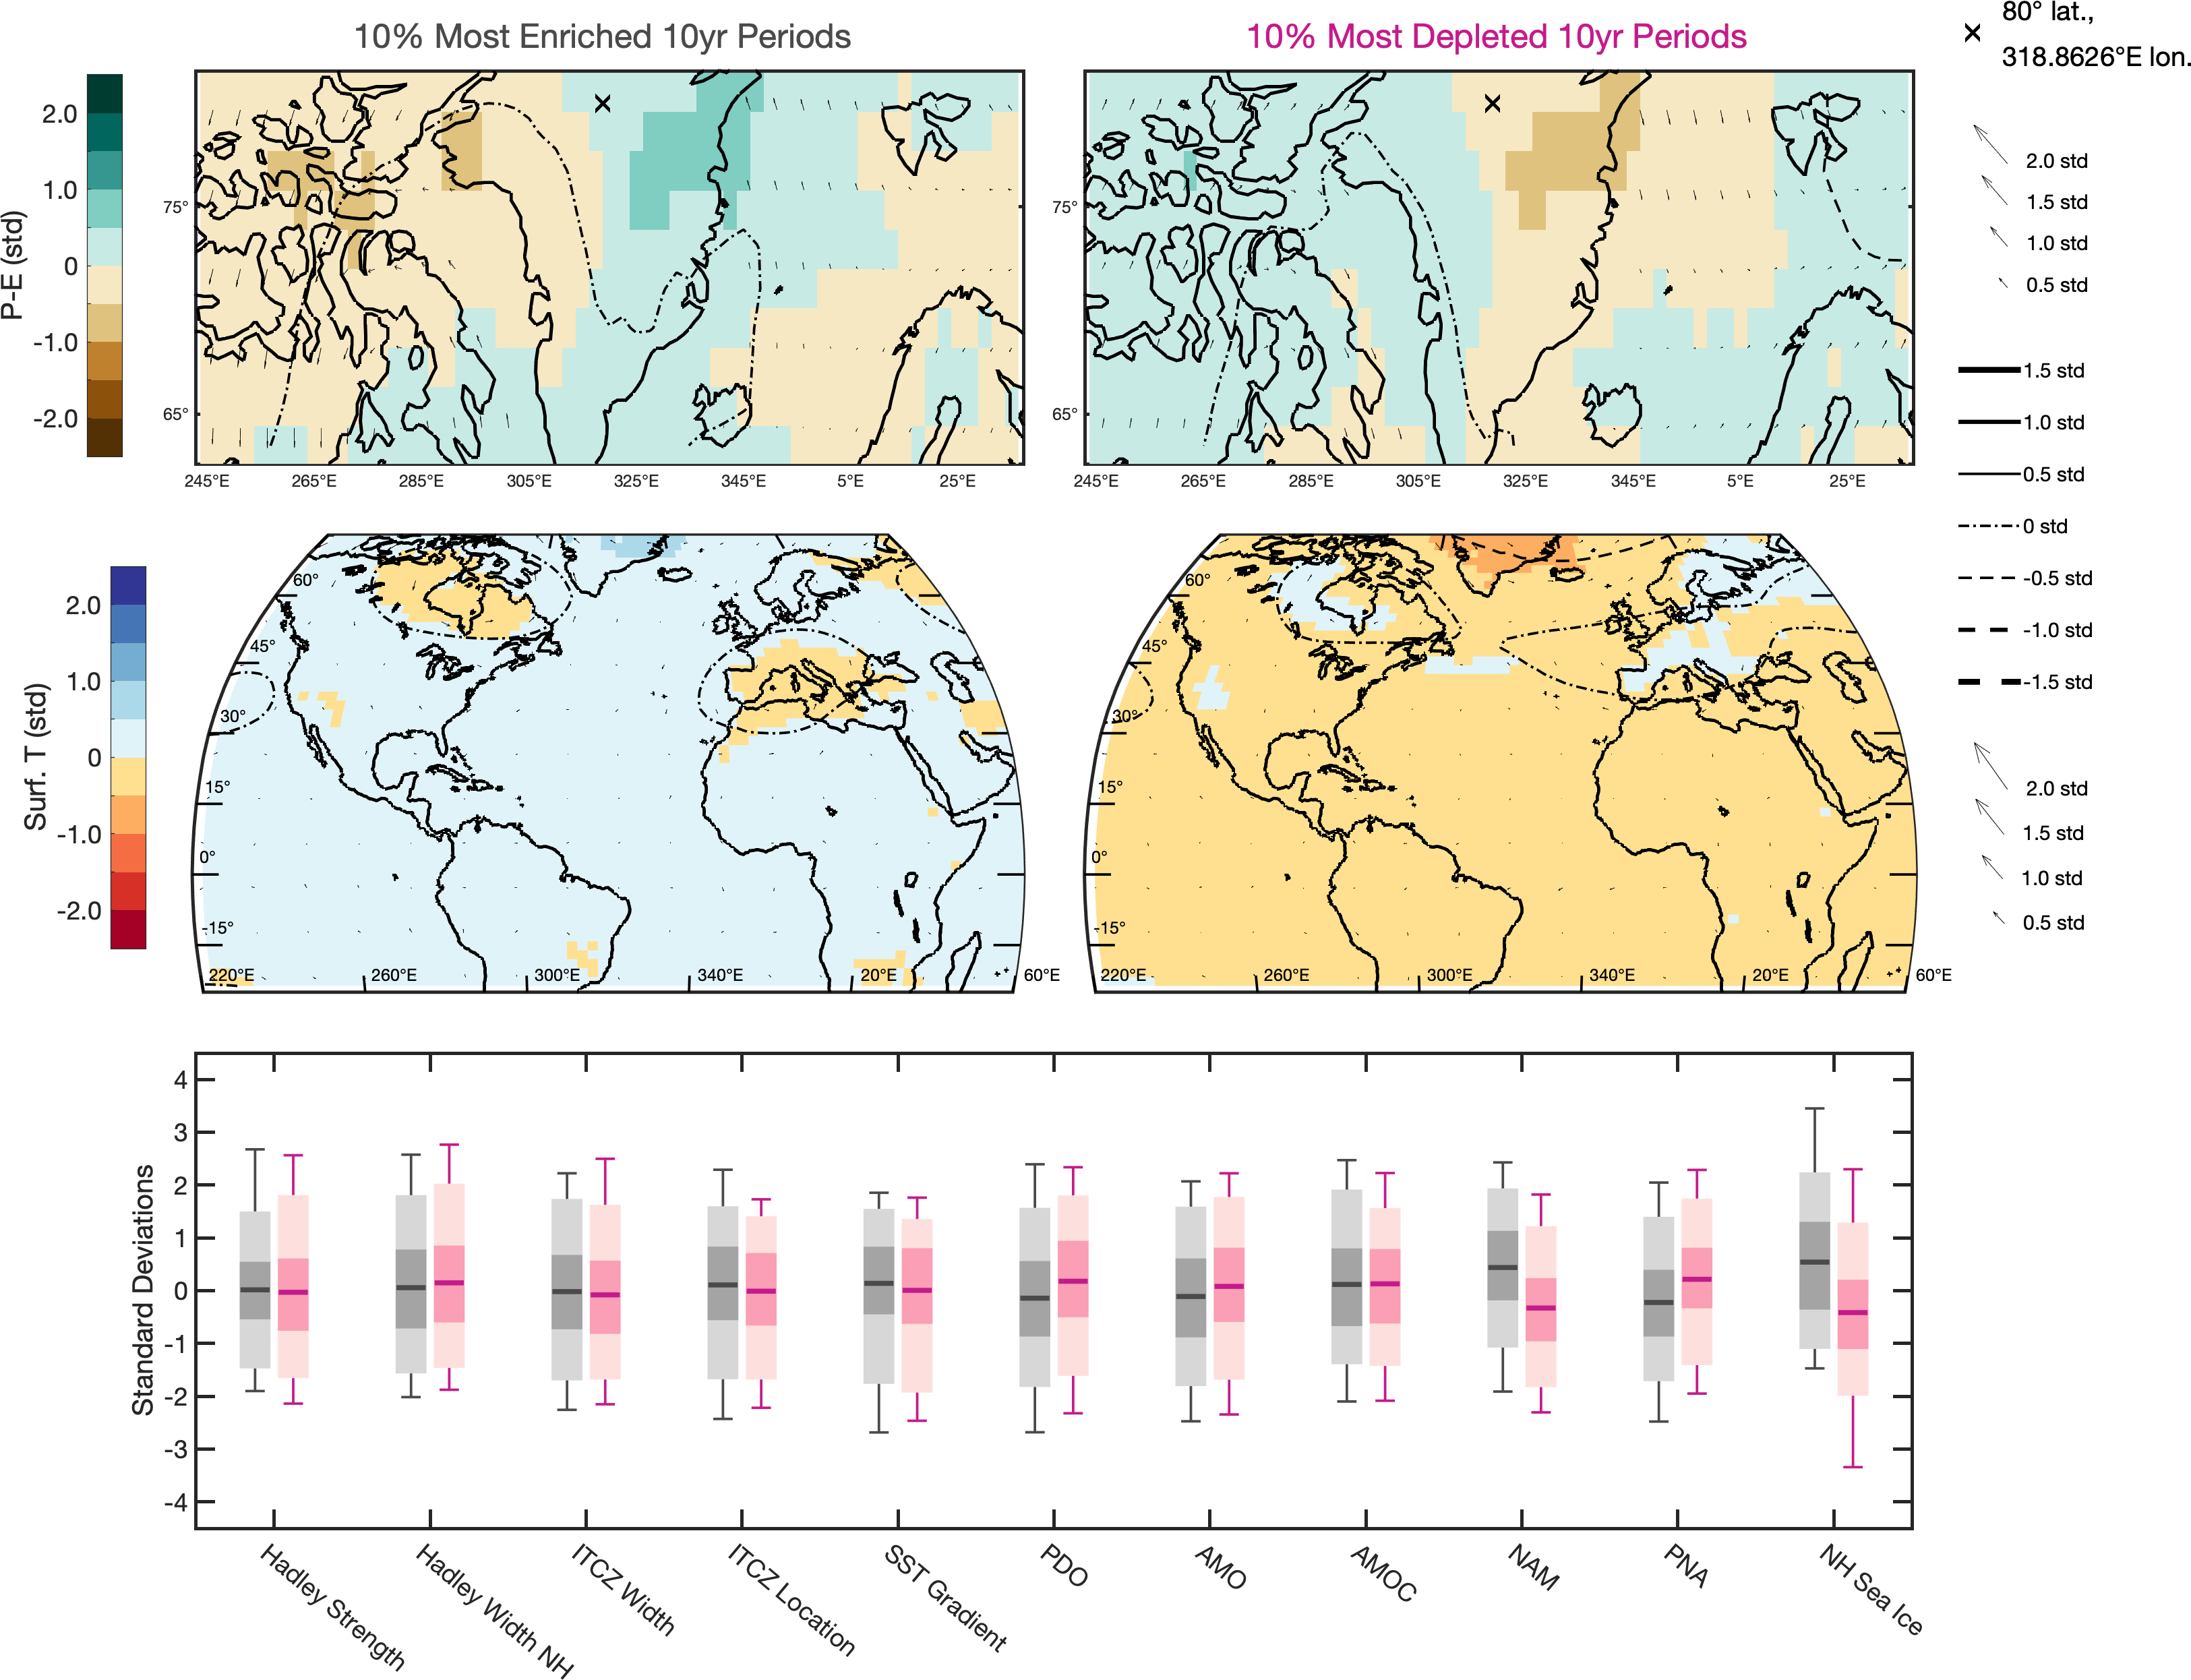 10% Most Enriched 10yr Periods
10% Most Depleted 10yr Periods
80° lat.,
318.8626°E lon.
P-E (std)
2.0
1.0
0
-1.0
-2.0
75°
65°
245°E 265°E 285°E 305°E 325°E 345°E 5°E 25°E
75°
65°
245°E 265°E 285°E 305°E 325°E 345°E 5°E 25°E
2.0 std
1.5 std
1.0 std
0.5 std
1.5 std
1.0 std
0.5 std
0 std
-0.5 std
-1.0 std
-1.5 std
Surf. T (std)
2.0
1.0
0
-1.0
-2.0
60°
45°
30°
15°
0°
-15°
220°E 260°E 300°E 340°E 20°E 60°E
60°
45°
30°
15°
0°
-15°
220°E 260°E 300°E 340°E 20°E 60°E
2.0 std
1.5 std
1.0 std
0.5 std
Standard Deviations
4
3
2
1
0
-1
-2
-3
-4
Hadley Strength
Hadley Width NH
ITCZ Width
ITCZ Location
SST Gradient
PDO
AMO
AMOC
NAM
PNA
NH Sea Ice